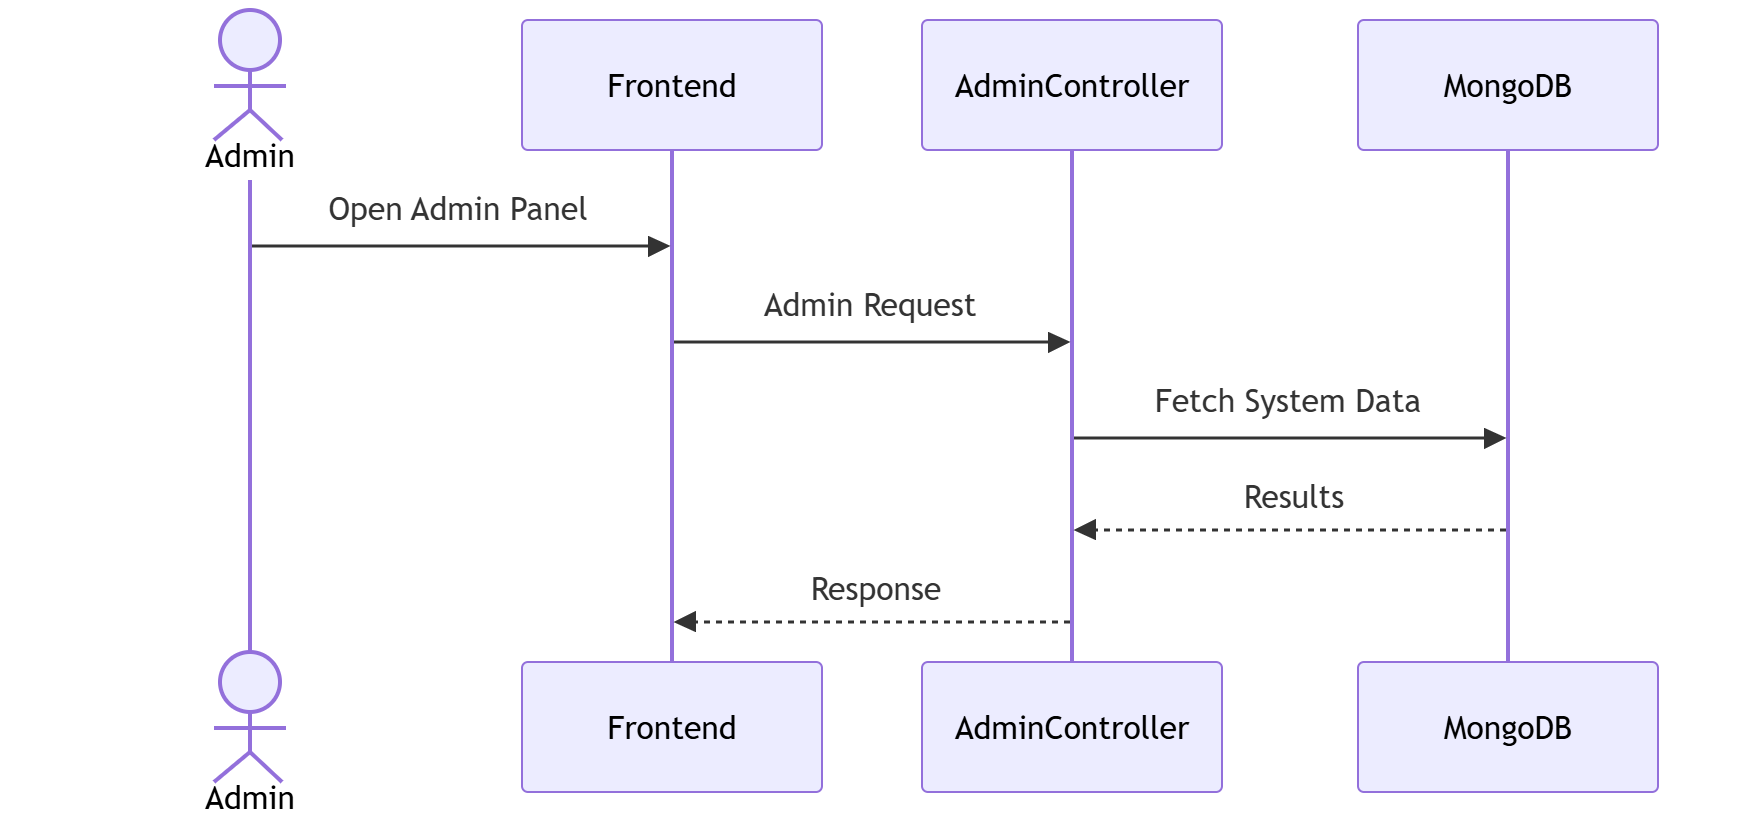 Admin
Frontend
AdminController
MongoDB
Open Admin Panel
Admin Request
Fetch System Data
Results
Response
Admin
Frontend
AdminController
MongoDB